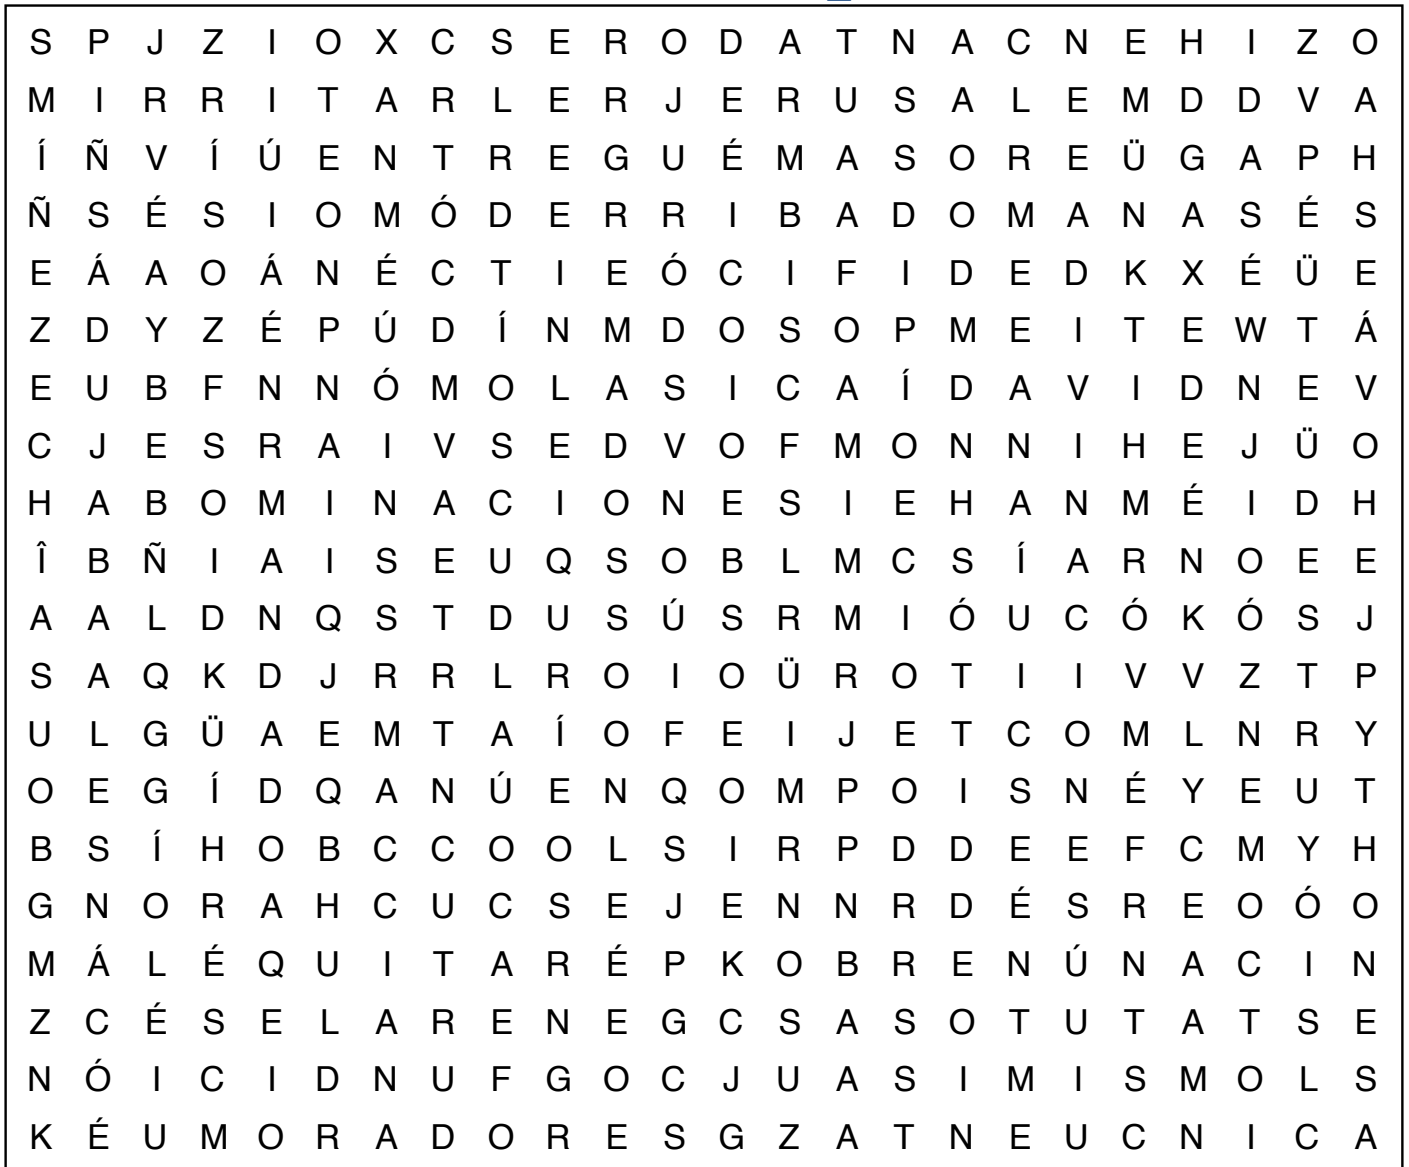 S P J Z I O X C S E R O D A T N A C N E H I Z O
M I R R I T A R L E R J E R U S A L E M D D V A
Í Ñ V Í Ú E N T R E G U É M A S O R E Ü G A P H
Ñ S É S I O M Ó D E R R I B A D O M A N A S É S
E Á A O Á N É C T I E Ó C I F I D E D K X É Ü E
Z D Y Z É P Ú D Í N M D O S O P M E I T E W T Á
E U B F N N Ó M O L A S I C A Í D A V I D N E V
C J E S R A I V S E D V O F M O N N I H E J Ü O
H A B O M I N A C I O N E S I E H A N M É I D H
Î B Ñ I A I S E U Q S O B L M C S Í A R N O E E
A A L D N Q S T D U S Ú S R M I Ó U C Ó K Ó S J
S A Q K D J R R L R O I O Ü R O T I I V V Z T P
U L G Ü A E M T A Í O F E I J E T C O M L N R Y
O E G Í D Q A N Ú E N Q O M P O I S N É Y E U T
B S Í H O B C C O O L S I R P D D E E F C M Y H
G N O R A H C U C S E J E N N R D É S R E O Ó O
M Á L É Q U I T A R É P K O B R E N Ú N A C I N
Z C É S E L A R E N E G C S A S O T U T A T S E
N Ó I C I D N U F G O C J U A S I M I S M O L S
K É U M O R A D O R E S G Z A T N E U C N I C A